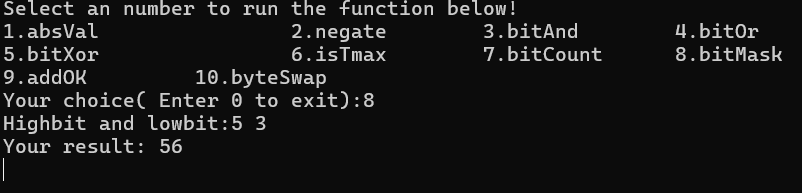 Select an number to run the function below!
1.absVal 2.negate 3.bitAnd 4.bitOr
5.bitXor 6.isTmax 7.bitCount 8.bitMask
9.addOK 10.byteSwap
Your choice( Enter 0 to exit):8
Highbit and lowbit:5 3
Your result: 56